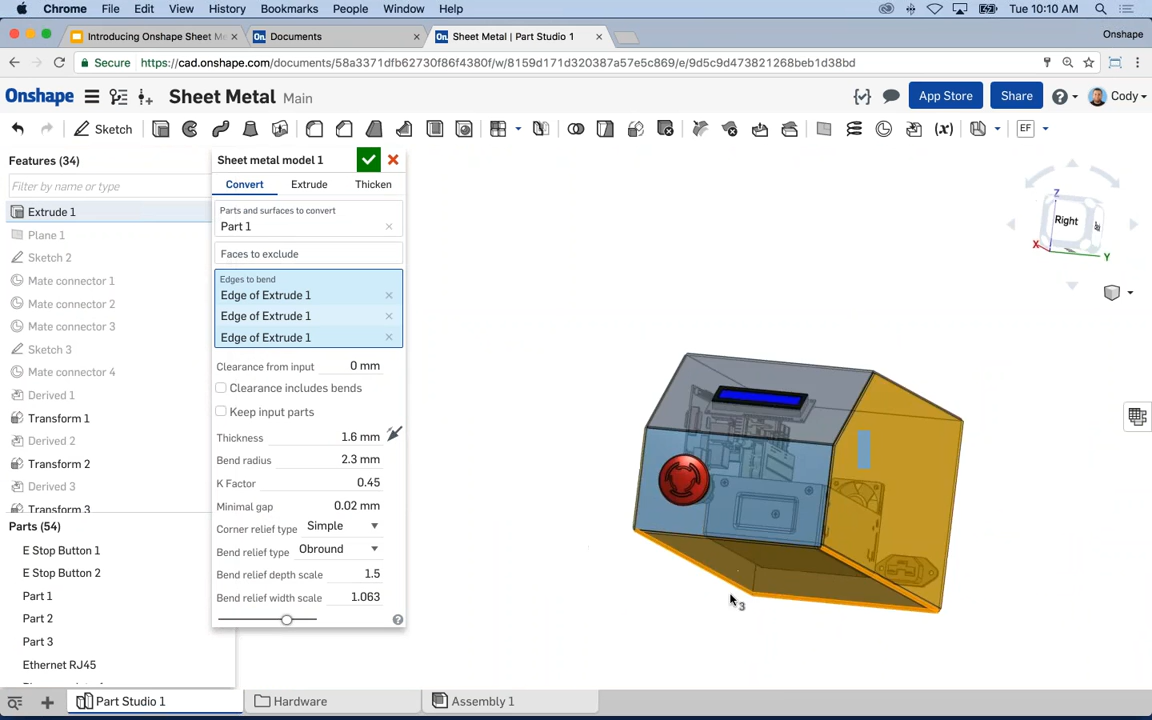 Chrome File Edit View History Bookmarks People Window Help Tue 10:10 AM
Introducing Onshape Sheet Me × On Documents × On Sheet Metal | Part Studio 1 × Onshape
Secure https://cad.onshape.com/documents/58a3371dfb62730f86f4380f/w/8159d171d320387a57e5c869/e/9d5c9d473821268beb1d38bd
Onshape Sheet Metal Main App Store Share Cody
Sketch (x) EF
Features (34)
Filter by name or type
Extrude 1
Plane 1
Sketch 2
Mate connector 1
Mate connector 2
Mate connector 3
Sketch 3
Mate connector 4
Derived 1
Transform 1
Derived 2
Transform 2
Derived 3
Transform 3
Parts (54)
E Stop Button 1
E Stop Button 2
Part 1
Part 2
Part 3
Ethernet RJ45
Sheet metal model 1
Convert Extrude Thicken
Parts and surfaces to convert
Part 1
Faces to exclude
Edges to bend
Edge of Extrude 1
Edge of Extrude 1
Edge of Extrude 1
Clearance from input 0 mm
Clearance includes bends
Keep input parts
Thickness 1.6 mm
Bend radius 2.3 mm
K Factor 0.45
Minimal gap 0.02 mm
Corner relief type Simple
Bend relief type Obround
Bend relief depth scale 1.5
Bend relief width scale 1.063
Z
Right
X
Y
3
Part Studio 1 Hardware Assembly 1